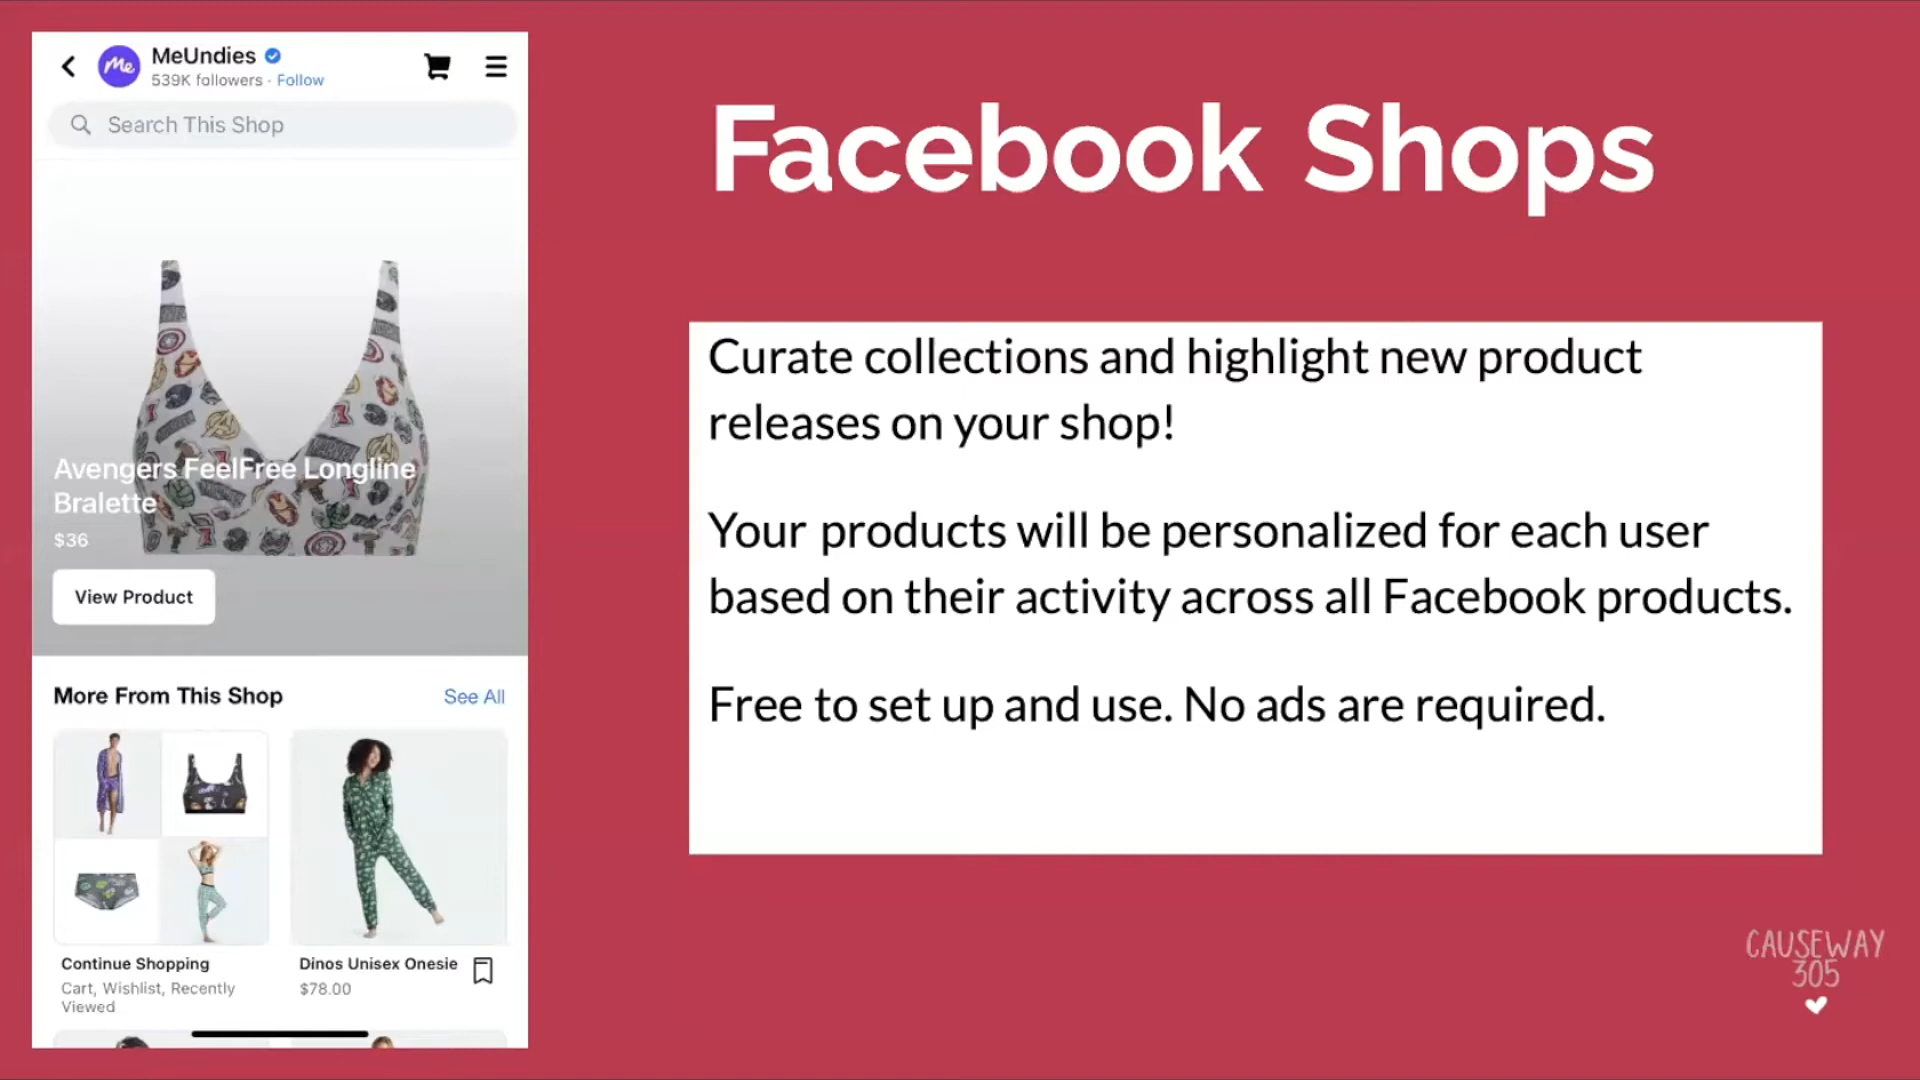 MeUndies
539K followers · Follow
Search This Shop
Avengers FeelFree Longline
Bralette
$36
View Product
More From This Shop
See All
Continue Shopping
Cart, Wishlist, Recently
Viewed
Dinos Unisex Onesie
$78.00
Facebook Shops
Curate collections and highlight new product
releases on your shop!
Your products will be personalized for each user
based on their activity across all Facebook products.
Free to set up and use. No ads are required.
CAUSEWAY
305
Me